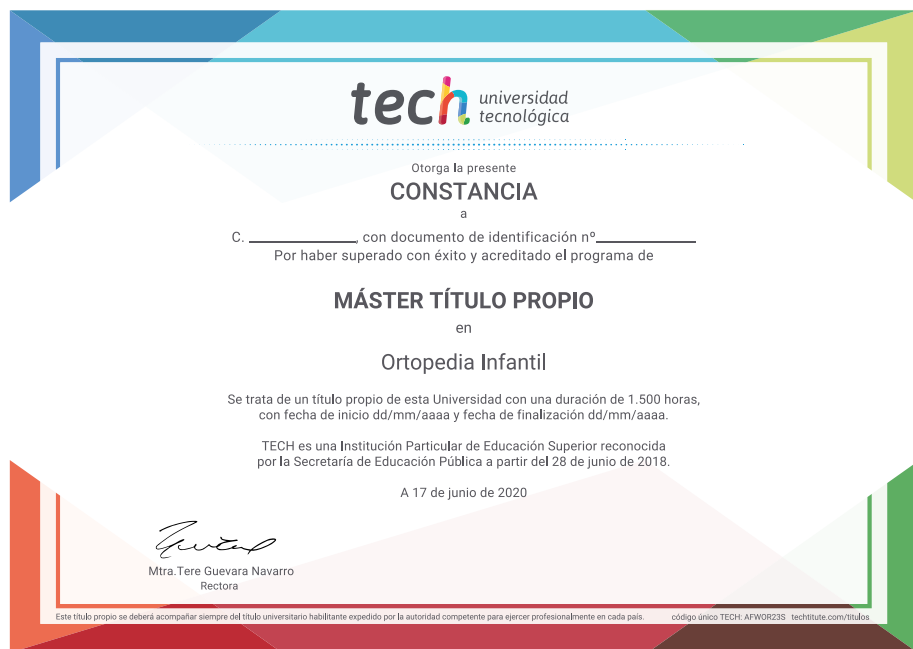 tech universidad
tecnológica
Otorga la presente
CONSTANCIA
a
C. ____________, con documento de identificación nº____________
Por haber superado con éxito y acreditado el programa de
MÁSTER TÍTULO PROPIO
en
Ortopedia Infantil
Se trata de un título propio de esta Universidad con una duración de 1.500 horas,
con fecha de inicio dd/mm/aaaa y fecha de finalización dd/mm/aaaa.
TECH es una Institución Particular de Educación Superior reconocida
por la Secretaría de Educación Pública a partir del 28 de junio de 2018.
A 17 de junio de 2020
Mtra.Tere Guevara Navarro
Rectora
Este título propio se deberá acompañar siempre del título universitario habilitante expedido por la autoridad competente para ejercer profesionalmente en cada país. código único TECH: AFWOR23S techtitute.com/titulos